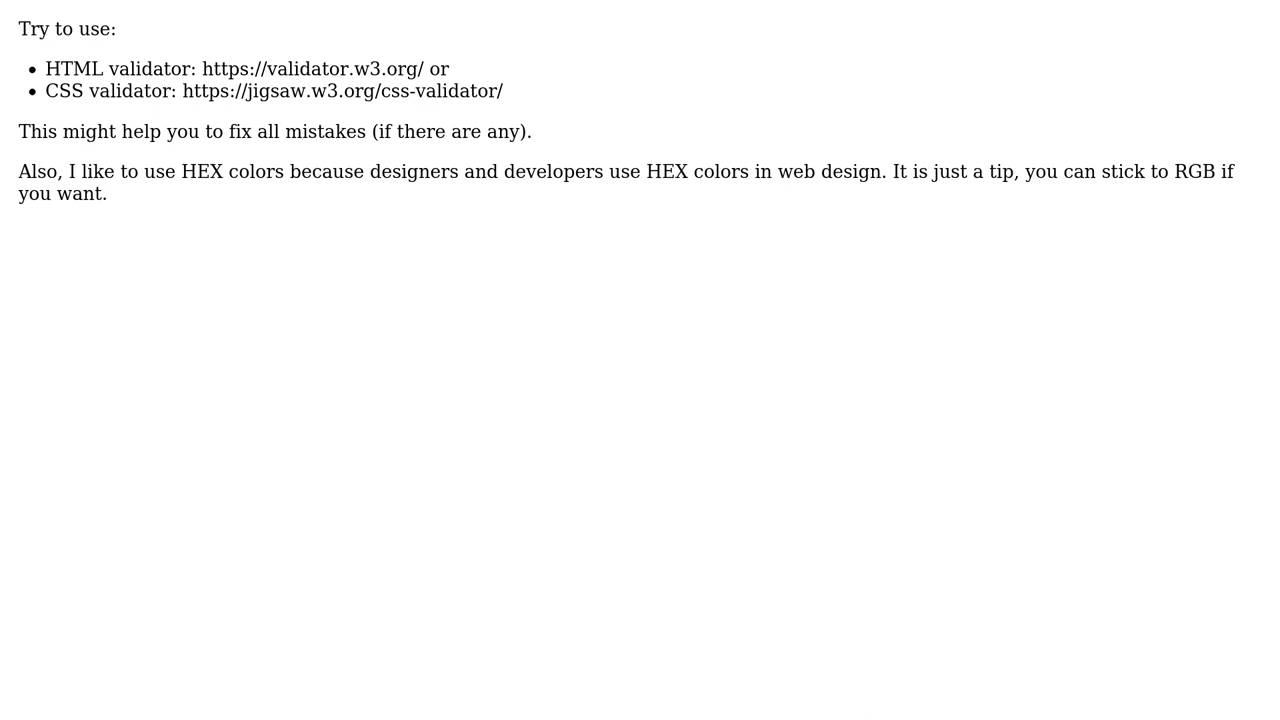 Try to use:
• HTML validator: https://validator.w3.org/ or
• CSS validator: https://jigsaw.w3.org/css-validator/
This might help you to fix all mistakes (if there are any).
Also, I like to use HEX colors because designers and developers use HEX colors in web design. It is just a tip, you can stick to RGB if
you want.